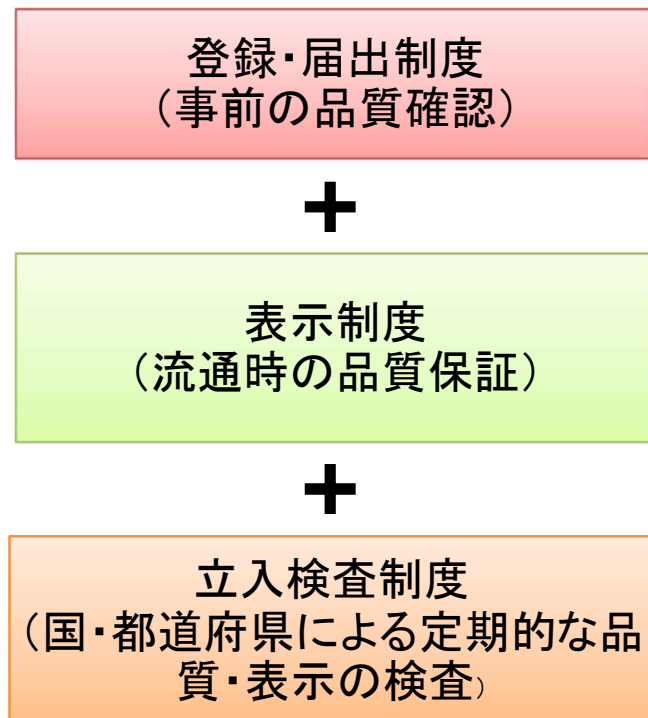 登録・届出制度
（事前の品質確認）
+
表示制度
（流通時の品質保証）
+
立入検査制度
（国・都道府県による定期的な品
質・表示の検査）